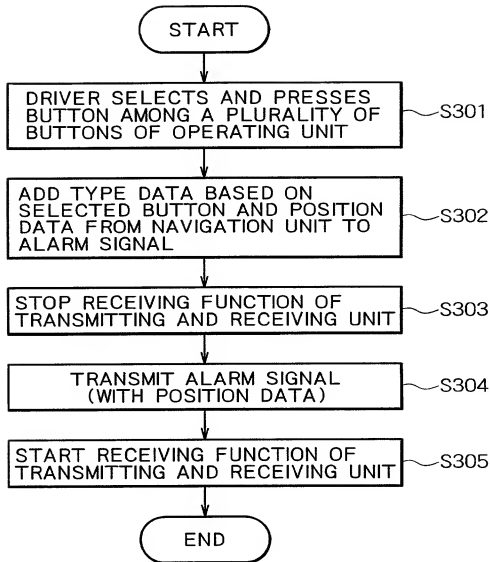 START
DRIVER SELECTS AND PRESSES
BUTTON AMONG A PLURALITY OF
BUTTONS OF OPERATING UNIT
S301
ADD TYPE DATA BASED ON
SELECTED BUTTON AND POSITION
DATA FROM NAVIGATION UNIT TO
ALARM SIGNAL
S302
STOP RECEIVING FUNCTION OF
TRANSMITTING AND RECEIVING UNIT
S303
TRANSMIT ALARM SIGNAL
(WITH POSITION DATA)
S304
START RECEIVING FUNCTION OF
TRANSMITTING AND RECEIVING UNIT
S305
END